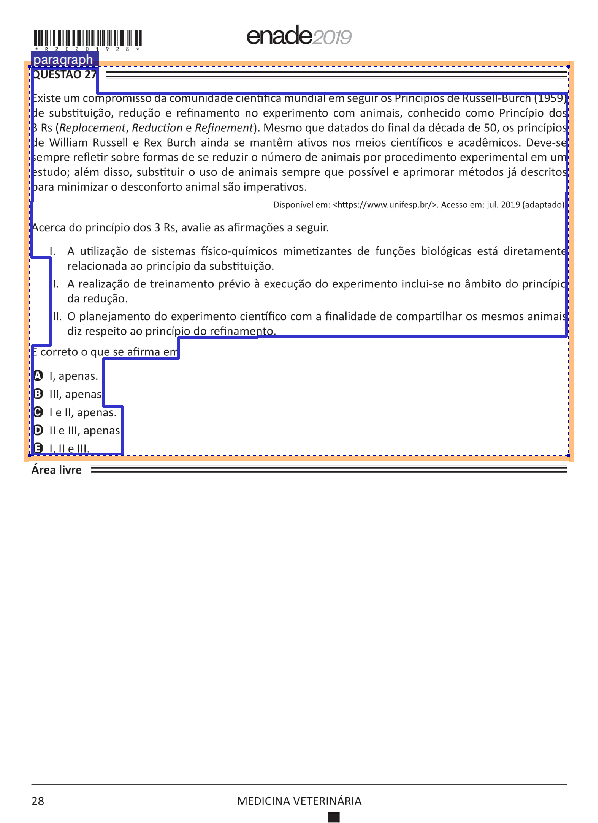 *R2820192S*
enade2019
paragraph
QUESTÃO 27
Existe um compromisso da comunidade científica mundial em seguir os Princípios de Russell-Burch (1959)
de substituição, redução e refinamento no experimento com animais, conhecido como Princípio dos
3 Rs (Replacement, Reduction e Refinement). Mesmo que datados do final da década de 50, os princípios
de William Russell e Rex Burch ainda se mantêm ativos nos meios científicos e acadêmicos. Deve-se
sempre refletir sobre formas de se reduzir o número de animais por procedimento experimental em um
estudo; além disso, substituir o uso de animais sempre que possível e aprimorar métodos já descritos
para minimizar o desconforto animal são imperativos.
Disponível em: <https://www.unifesp.br/>. Acesso em: jul. 2019 (adaptado).
Acerca do princípio dos 3 Rs, avalie as afirmações a seguir.
I. A utilização de sistemas físico-químicos mimetizantes de funções biológicas está diretamente
relacionada ao princípio da substituição.
II. A realização de treinamento prévio à execução do experimento inclui-se no âmbito do princípio
da redução.
III. O planejamento do experimento científico com a finalidade de compartilhar os mesmos animais
diz respeito ao princípio do refinamento.
É correto o que se afirma em
A I, apenas.
B III, apenas.
C I e II, apenas.
D II e III, apenas.
E I, II e III.
Área livre
28 MEDICINA VETERINÁRIA